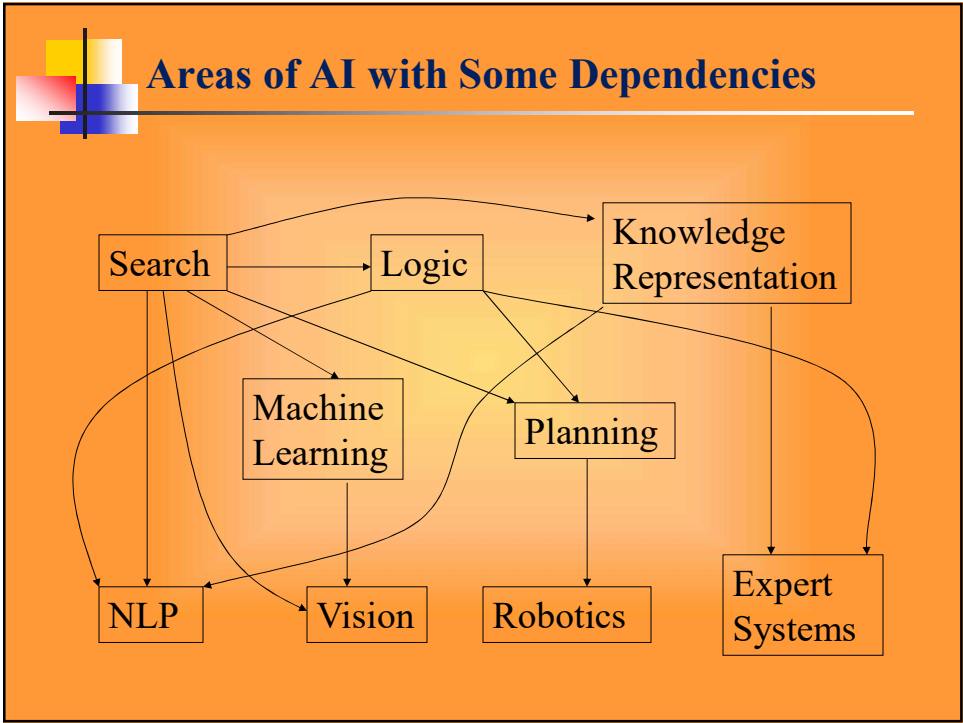 Areas of AI with Some Dependencies
Search
Logic
Knowledge
Representation
Machine
Learning
Planning
NLP
Vision
Robotics
Expert
Systems